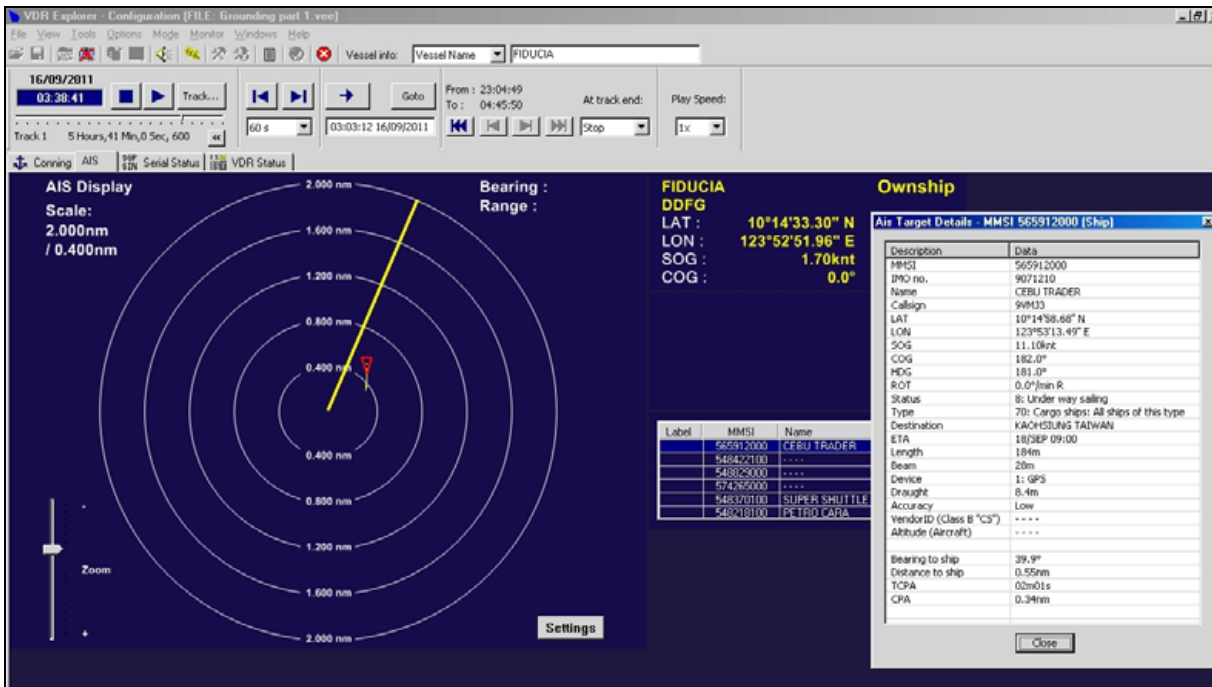 VDR Explorer - Configuration [FILE: Grounding part 1.vee]
File View Tools Options Mode Monitor Windows Help
Vessel info: Vessel Name FIDUCIA
16/09/2011
03:38:41 Track... Goto From : 23:04:49 At track end: Play Speed:
To : 04:45:50
Track 1 5 Hours,41 Min,0 Sec, 600 << 60 s 03:03:12 16/09/2011 Stop 1x
Conning AIS Serial Status VDR Status
AIS Display
Scale:
2.000nm
/ 0.400nm
2.000 nm
1.600 nm
1.200 nm
0.800 nm
0.400 nm
0.400 nm
0.800 nm
1.200 nm
1.600 nm
2.000 nm
Bearing :
Range :
-
Zoom
+
Settings
FIDUCIA Ownship
DDFG
LAT : 10°14'33.30" N
LON : 123°52'51.96" E
SOG : 1.70knt
COG : 0.0°
Label MMSI Name
565912000 CEBU TRADER
548422100 ----
548829000 ----
574265000 ----
548370100 SUPER SHUTTLE
548218100 PETRO CARA
Ais Target Details - MMSI 565912000 (Ship)
Description Data
MMSI 565912000
IMO no. 9071210
Name CEBU TRADER
Callsign 9VMJ3
LAT 10°14'58.68" N
LON 123°53'13.49" E
SOG 11.10knt
COG 182.0°
HDG 181.0°
ROT 0.0°/min R
Status 8: Under way sailing
Type 70: Cargo ships: All ships of this type
Destination KAOHSIUNG TAIWAN
ETA 18/SEP 09:00
Length 184m
Beam 28m
Device 1: GPS
Draught 8.4m
Accuracy Low
VendorID (Class B "CS") ----
Altitude (Aircraft) ----
Bearing to ship 39.9°
Distance to ship 0.55nm
TCPA 02m01s
CPA 0.34nm
Close